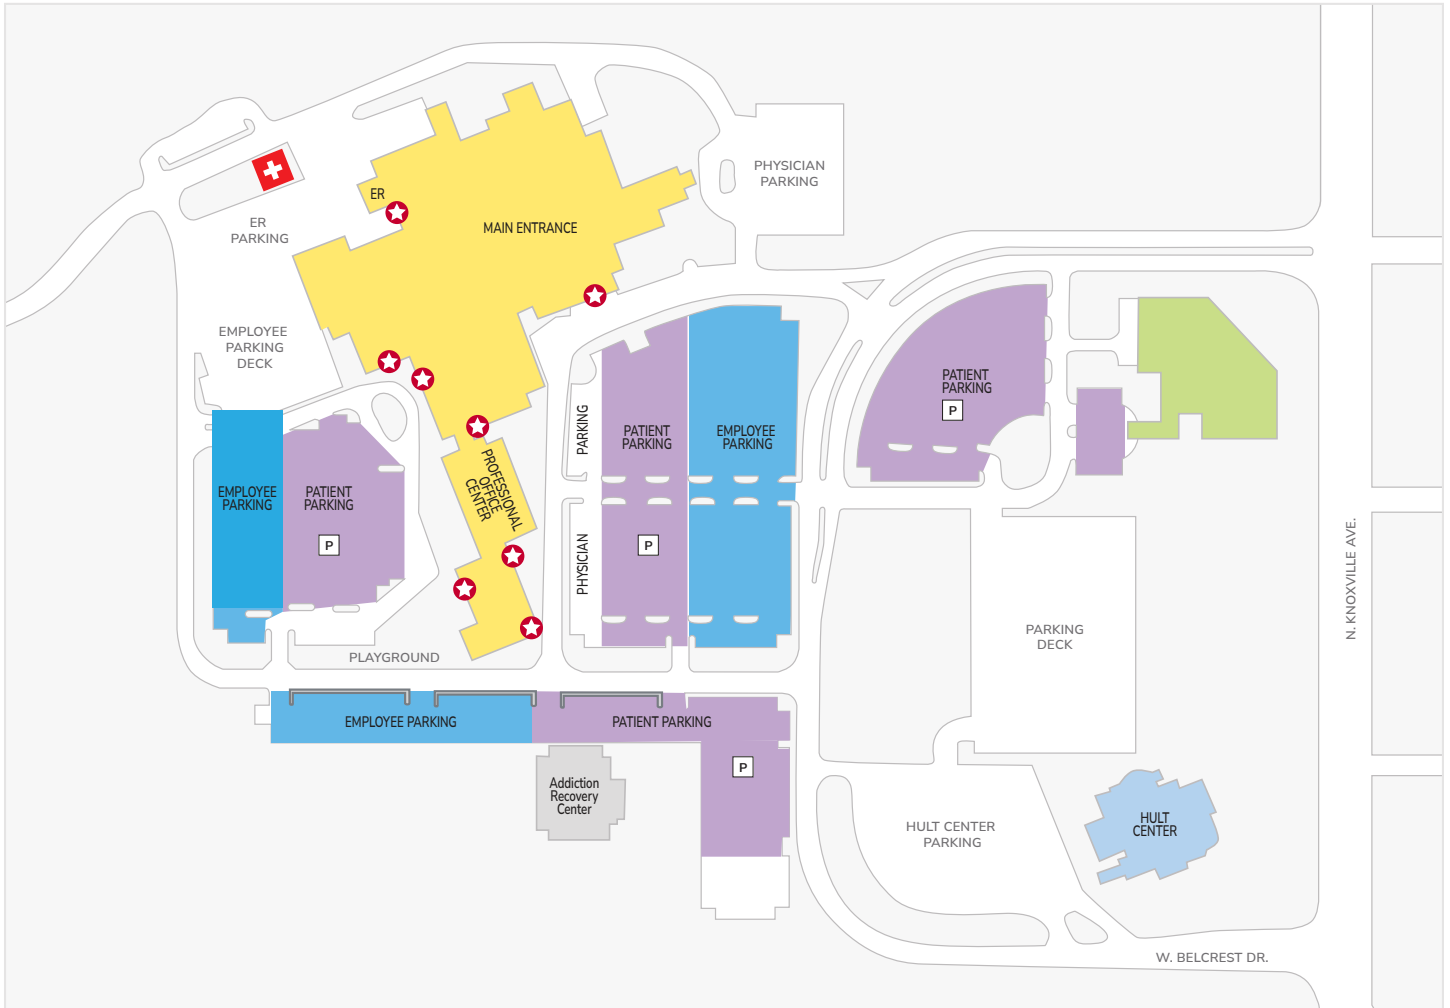 PHYSICIAN
PARKING
ER
MAIN ENTRANCE
ER
PARKING
EMPLOYEE
PARKING
DECK
PATIENT
PARKING
P
PARKING
PATIENT
PARKING
EMPLOYEE
PARKING
PROFESSIONAL
OFFICE
CENTER
EMPLOYEE
PARKING
PATIENT
PARKING
P
PHYSICIAN
P
N. KNOXVILLE AVE.
PARKING
DECK
PLAYGROUND
EMPLOYEE PARKING
PATIENT PARKING
P
Addiction
Recovery
Center
HULT CENTER
PARKING
HULT
CENTER
W. BELCREST DR.